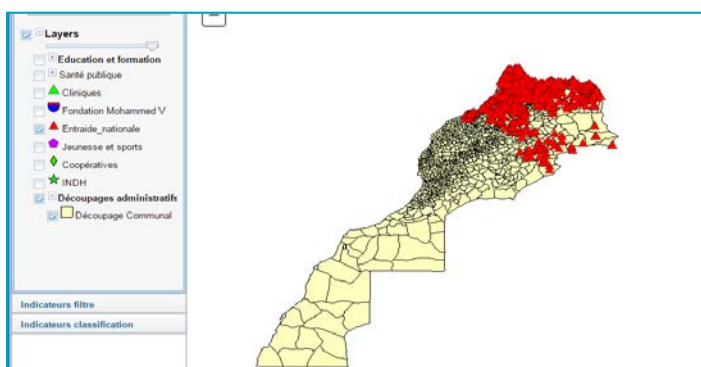 Layers
Education et formation
Santé publique
Cliniques
Fondation Mohammed V
Entraide_nationale
Jeunesse et sports
Coopératives
INDH
Découpages administratifs
Découpage Communal
Indicateurs filtre
Indicateurs classification